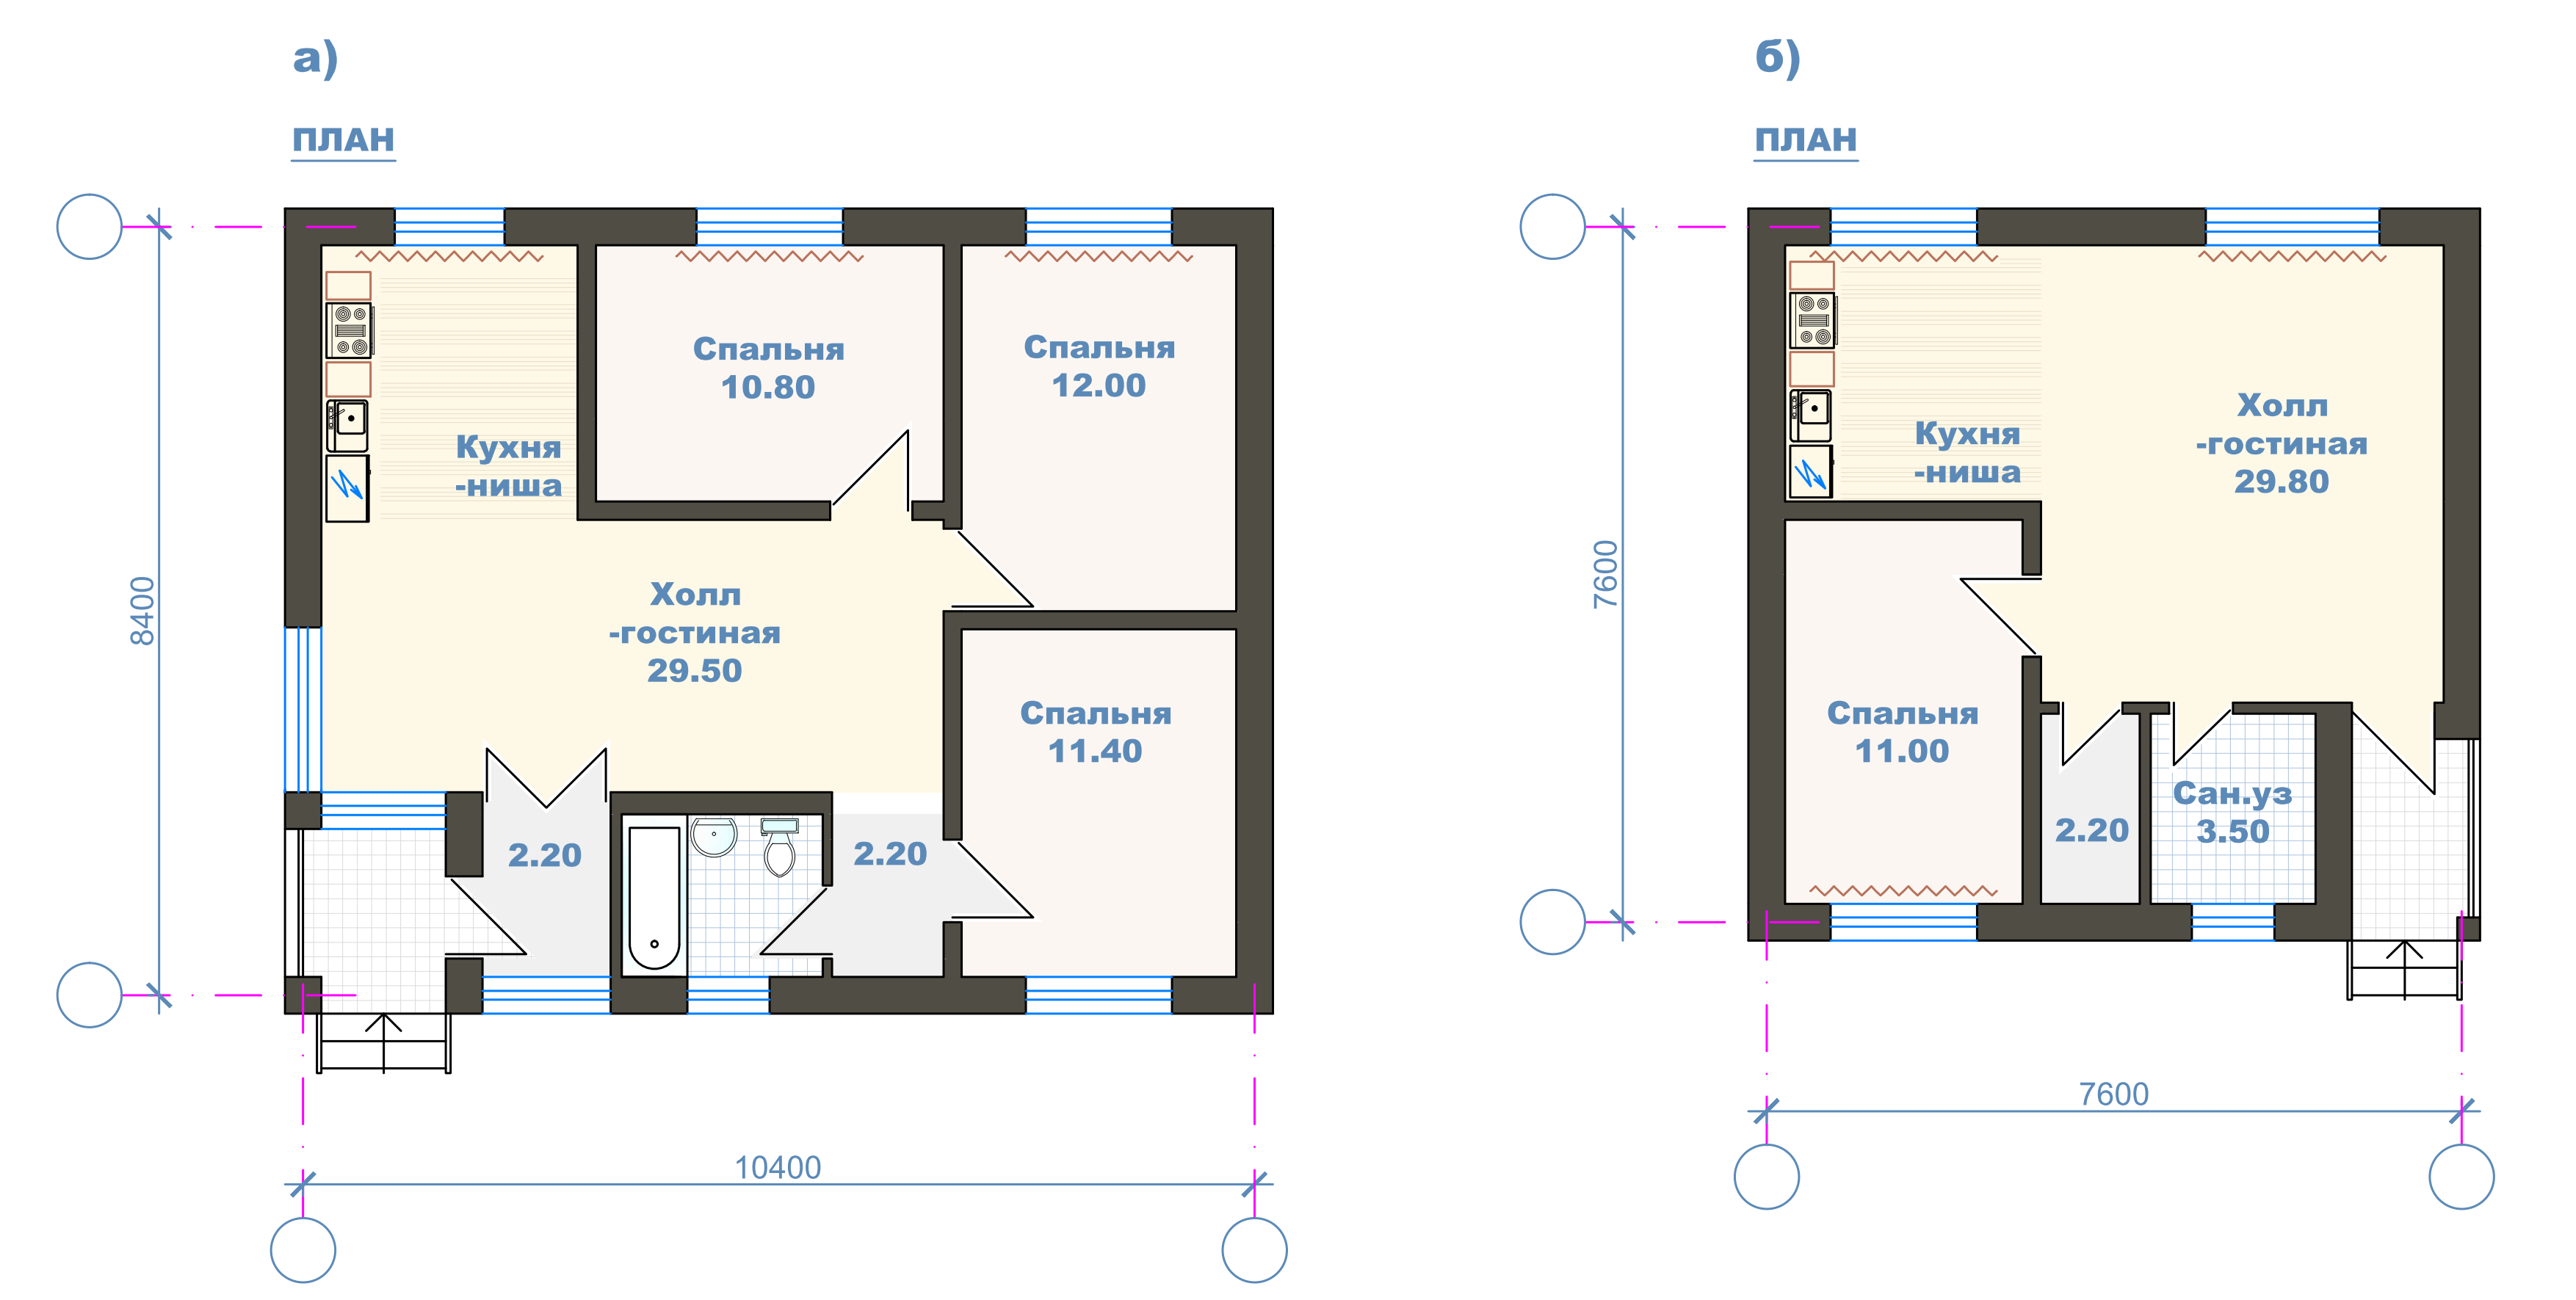 а)
ПЛАН
Спальня
10.80
Спальня
12.00
Кухня
-ниша
Холл
-гостиная
29.50
Спальня
11.40
2.20
2.20
8400
10400
б)
ПЛАН
Холл
-гостиная
29.80
Кухня
-ниша
Спальня
11.00
Сан.уз
3.50
2.20
7600
7600